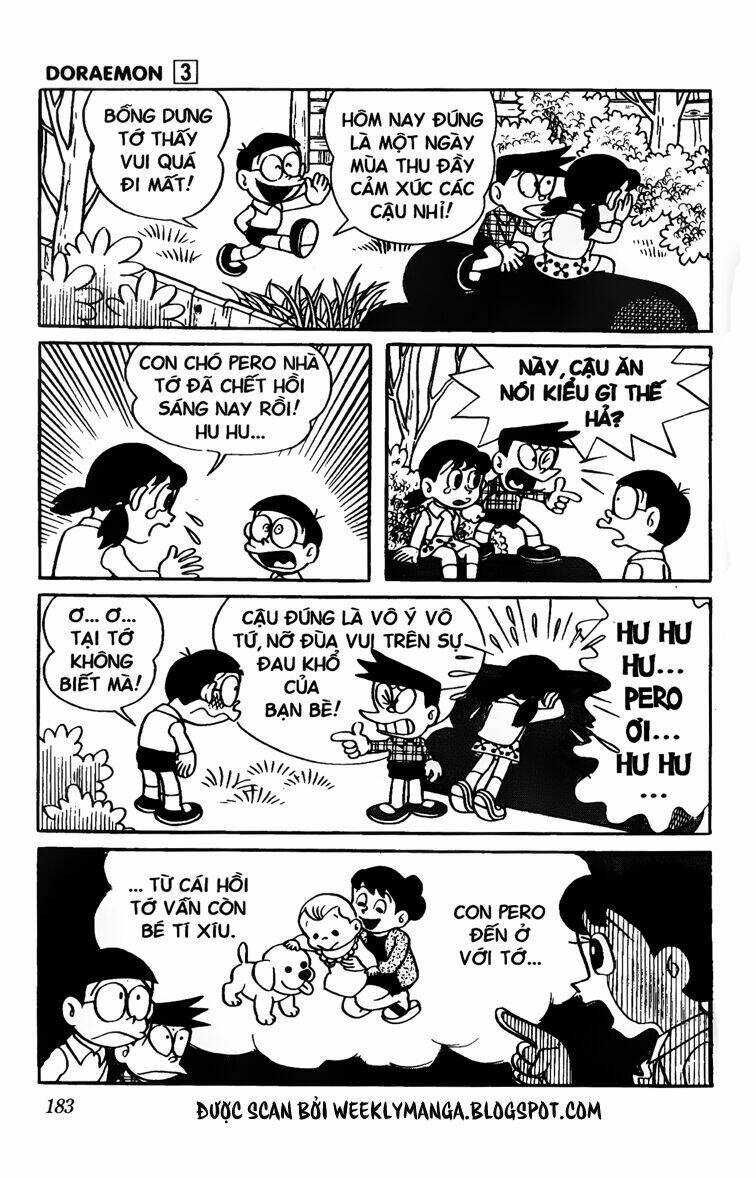 DORAEMON 3
BỖNG DƯNG
TỚ THẤY
VUI QUÁ
ĐI MẤT!
HÔM NAY ĐÚNG
LÀ MỘT NGÀY
MÙA THU ĐẦY
CẢM XÚC CÁC
CẬU NHỈ!
CON CHÓ PERO NHÀ
TỚ ĐÃ CHẾT HỒI
SÁNG NAY RỒI!
HU HU...
NÀY, CẬU ĂN
NÓI KIỂU GÌ THẾ
HẢ?
Ơ... Ơ...
TẠI TỚ
KHÔNG
BIẾT MÀ!
CẬU ĐÚNG LÀ VÔ Ý VÔ
TỨ, NỠ ĐÙA VUI TRÊN SỰ
ĐAU KHỔ
CỦA
BẠN BÈ!
HU HU
HU...
PERO
ƠI...
HU HU
...
... TỪ CÁI HỒI
TỚ VẪN CÒN
BÉ TÍ XÍU.
CON PERO
ĐẾN Ở
VỚI TỚ...
183
ĐƯỢC SCAN BỞI WEEKLYMANGA.BLOGSPOT.COM